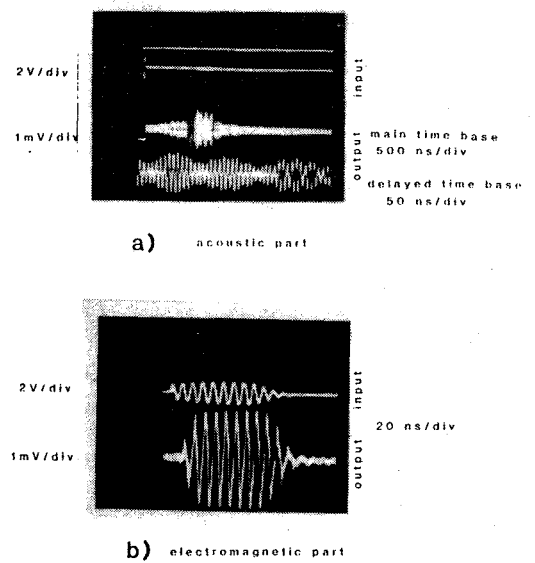 2V/div
input
1mV/div
output
main time base
500 ns/div
delayed time base
50 ns/div
a) acoustic part
2V/div
input
20 ns/div
1mV/div
output
b) electromagnetic part